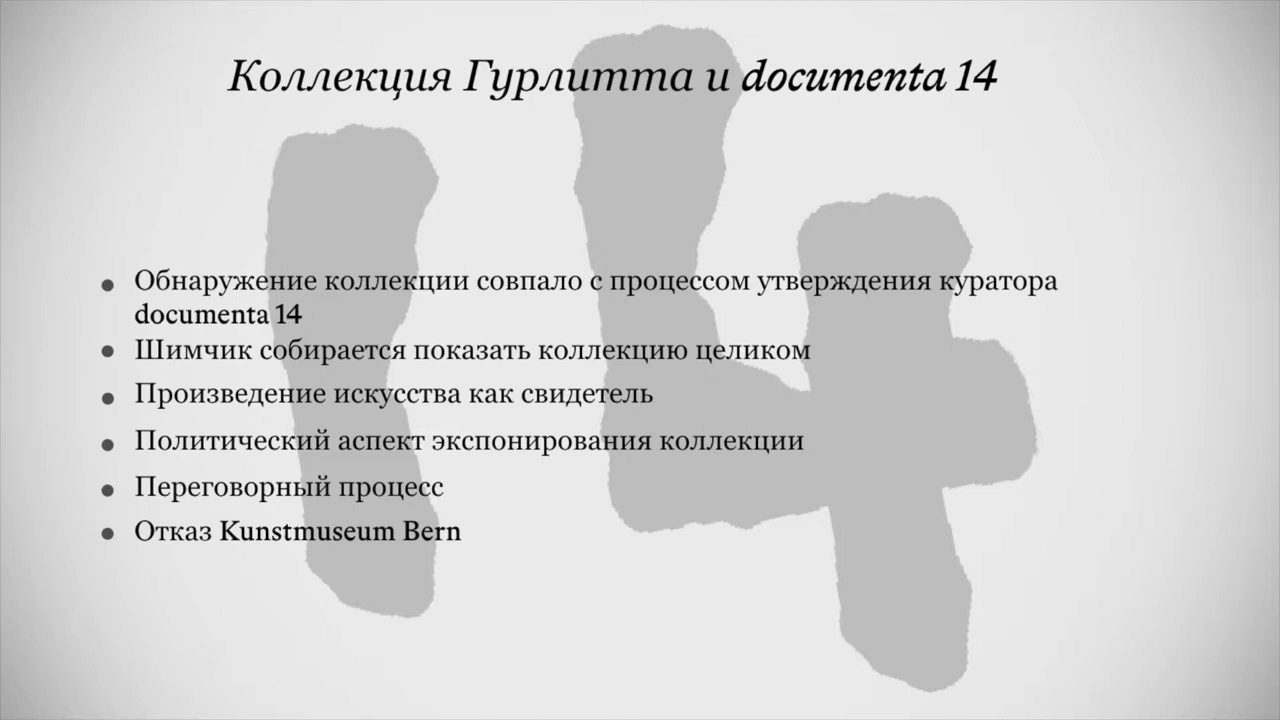 Коллекция Гурлитта и documenta 14
• Обнаружение коллекции совпало с процессом утверждения куратора
documenta 14
• Шимчик собирается показать коллекцию целиком
• Произведение искусства как свидетель
• Политический аспект экспонирования коллекции
• Переговорный процесс
• Отказ Kunstmuseum Bern
14